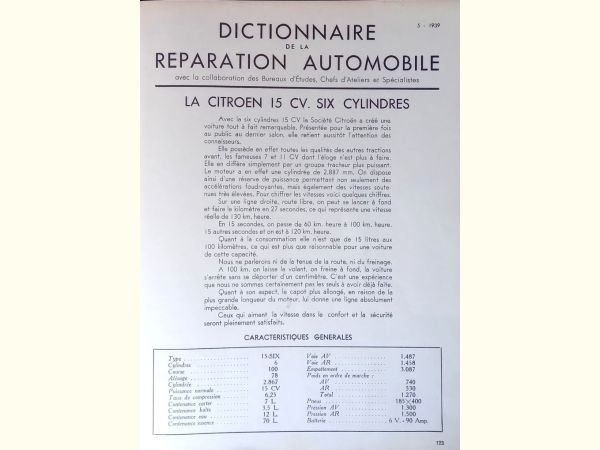 5 - 1939
DICTIONNAIRE
DE LA
REPARATION AUTOMOBILE
avec la collaboration des Bureaux d'Études, Chefs d'Ateliers et Spécialistes
LA CITROEN 15 CV. SIX CYLINDRES
Avec la six cylindres 15 CV la Société Citroën a créé une
voiture tout à fait remarquable. Présentée pour la première fois
au public au dernier salon, elle retient aussitôt l'attention des
connaisseurs.
Elle possède en effet toutes les qualités des autres tractions
avant, les fameuses 7 et 11 CV dont l'éloge n'est plus à faire.
Elle en diffère simplement par un groupe tracteur plus puissant.
Le moteur a en effet une cylindrée de 2.887 mm. On dispose
ainsi d'une réserve de puissance permettant non seulement des
accélérations foudroyantes, mais également des vitesses soute-
nues très élevées. Pour chiffrer les vitesses voici quelques chiffres.
Sur une ligne droite, route libre, on peut se lancer à fond
et faire le kilomètre en 27 secondes, ce qui représente une vitesse
réelle de 130 km. heure.
En 15 secondes, on passe de 60 km. heure à 100 km. heure.
15 autres secondes et on est à 120 km. heure.
Quant à la consommation elle n'est que de 15 litres aux
100 kilomètres, ce qui est plus que raisonnable pour une voiture
de cette capacité.
Nous ne parlerons ni de la tenue de la route, ni du freinage.
A 100 km. on laisse le volant, on freine à fond, la voiture
s'arrête sans se déporter d'un centimètre. C'est une expérience
que nous ne sommes certainement pas les seuls à avoir déjà faite.
Quant à son aspect, le capot plus allongé, en raison de la
plus grande longueur du moteur, lui donne une ligne absolument
impeccable.
Ceux qui aiment la vitesse dans le confort et la sécurité
seront pleinement satisfaits.
CARACTERISTIQUES GENERALES
Type 15-SIX
Cylindres 6
Course 100
Alésage 78
Cylindrée 2.867
Puissance normale 15 CV
Taux de compression 6,25
Contenance carter 7 L.
Contenance boîte 3,5 L.
Contenance eau 12 L.
Contenance essence 70 L.
Voie AV 1.487
Voie AR 1.458
Empattement 3.087
Poids en ordre de marche :
AV 740
AR 530
Total 1.270
Pneus 185×400
Pression AV 1.300
Pression AR 1.500
Batterie 6 V. - 90 Amp.
123